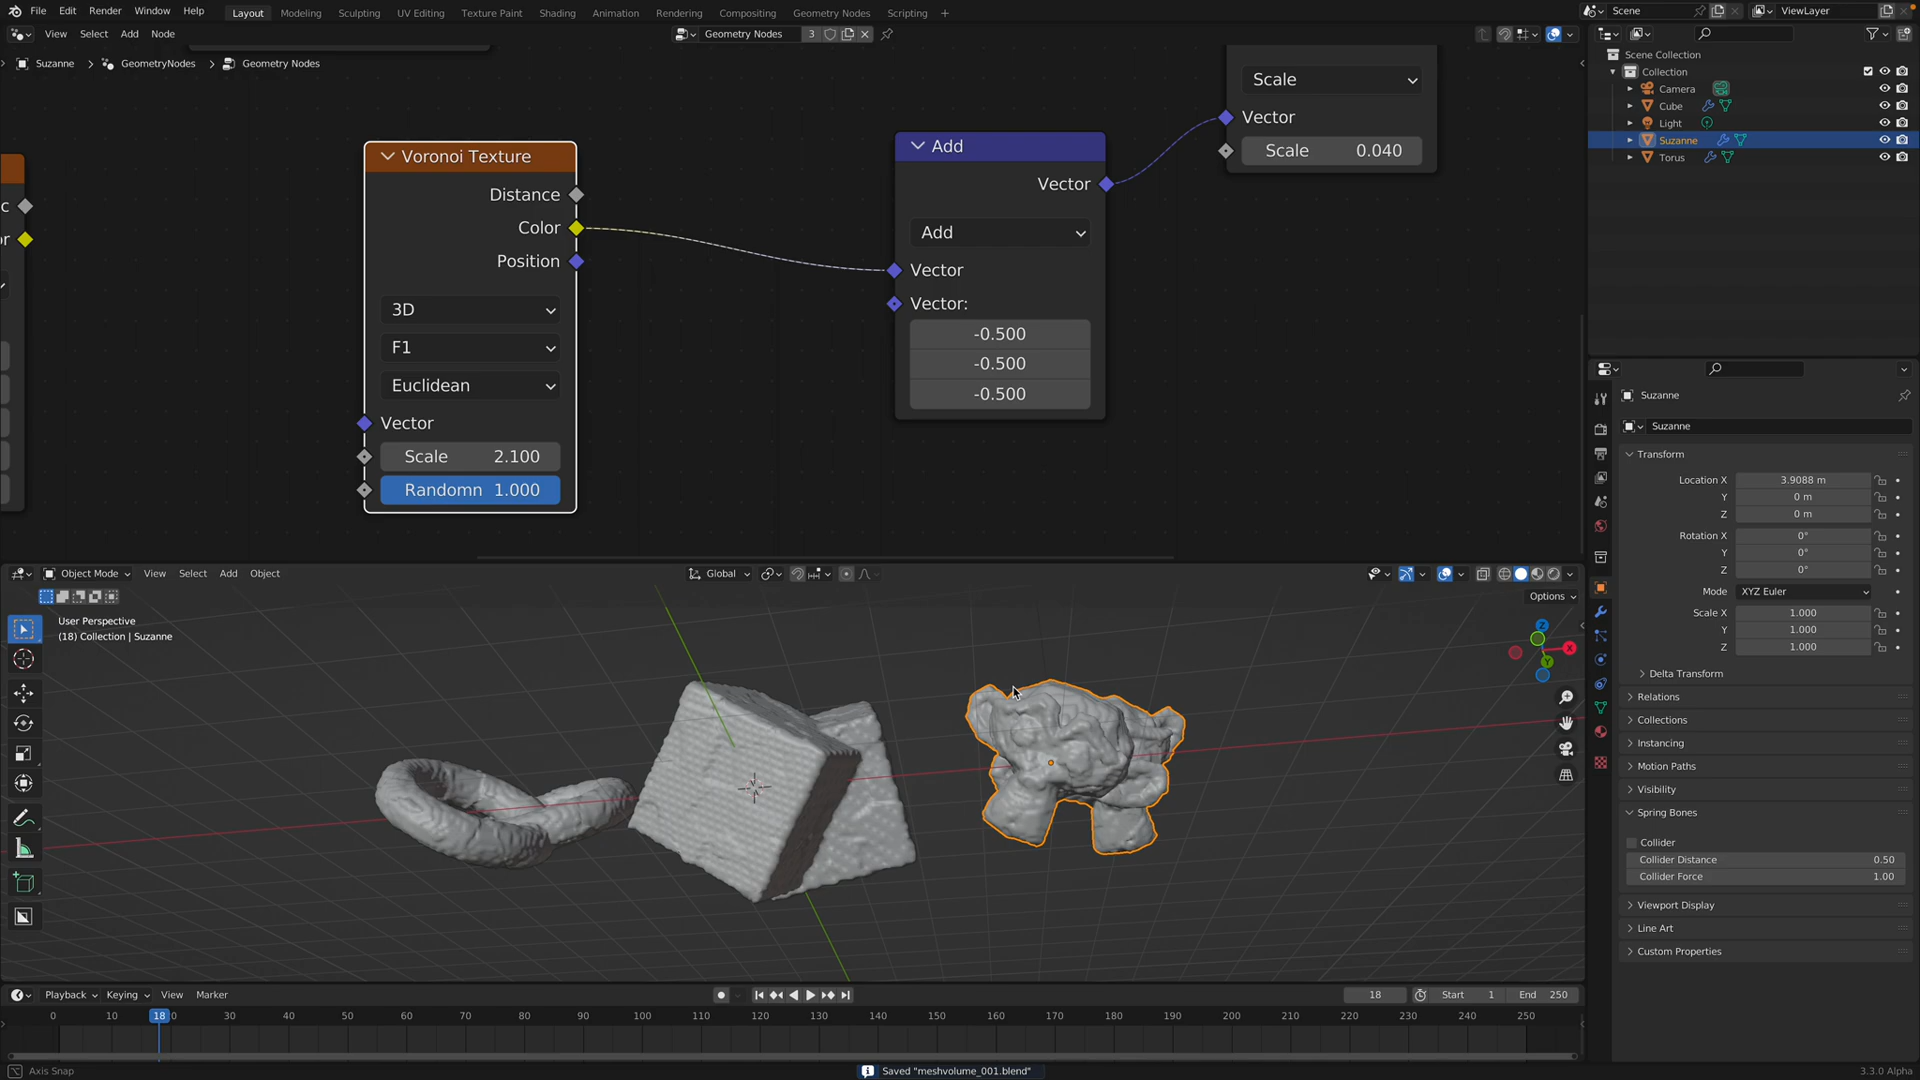 File Edit Render Window Help Layout Modeling Sculpting UV Editing Texture Paint Shading Animation Rendering Compositing Geometry Nodes Scripting + Scene ViewLayer
View Select Add Node Geometry Nodes 3
Suzanne > GeometryNodes > Geometry Nodes
Scene Collection
Collection
Camera
Cube
Light
Suzanne
Torus
c
or
Voronoi Texture
Distance
Color
Position
3D
F1
Euclidean
Vector
Scale 2.100
Randomn 1.000
Add
Vector
Add
Vector
Vector:
-0.500
-0.500
-0.500
Scale
Vector
Scale 0.040
Suzanne
Suzanne
Transform
Location X 3.9088 m
Y 0 m
Z 0 m
Rotation X 0°
Y 0°
Z 0°
Mode XYZ Euler
Scale X 1.000
Y 1.000
Z 1.000
Delta Transform
Relations
Collections
Instancing
Motion Paths
Visibility
Spring Bones
Collider
Collider Distance 0.50
Collider Force 1.00
Viewport Display
Line Art
Custom Properties
Object Mode View Select Add Object Global
Options
User Perspective
(18) Collection | Suzanne
Z
X
Y
Playback Keying View Marker 18 Start 1 End 250
0 10 18 0 30 40 50 60 70 80 90 100 110 120 130 140 150 160 170 180 190 200 210 220 230 240 250
Axis Snap Saved "meshvolume_001.blend" 3.3.0 Alpha